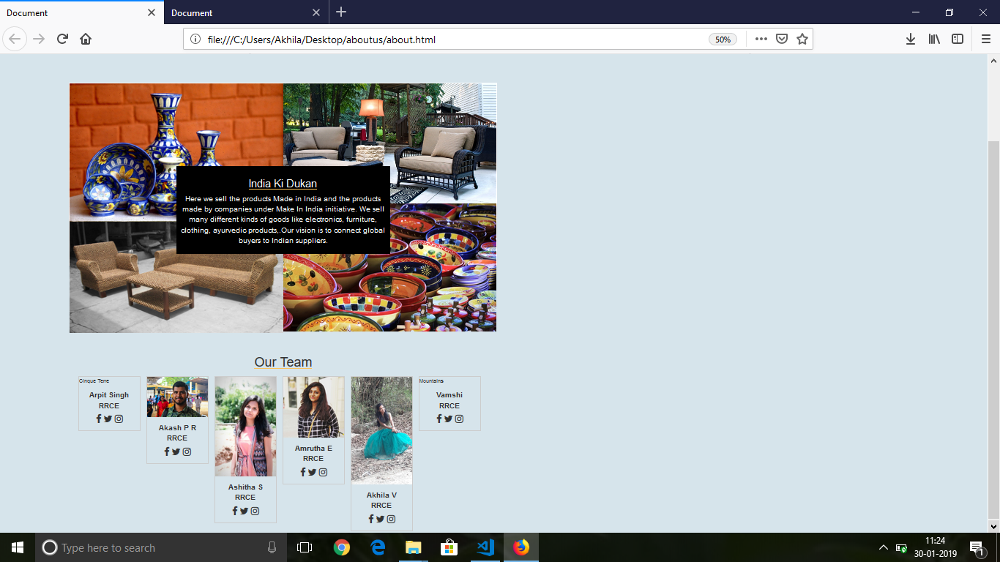 Document
Document
file:///C:/Users/Akhila/Desktop/aboutus/about.html
50%
India Ki Dukan
Here we sell the products Made in India and the products
made by companies under Make In India initiative. We sell
many different kinds of goods like electronics, furniture,
clothing, ayurvedic products,.Our vision is to connect global
buyers to Indian suppliers.
Our Team
Cinque Terre
Arpit Singh
RRCE
Akash P R
RRCE
Ashitha S
RRCE
Amrutha E
RRCE
Akhila V
RRCE
Mountains
Vamshi
RRCE
Type here to search
11:24
30-01-2019
1